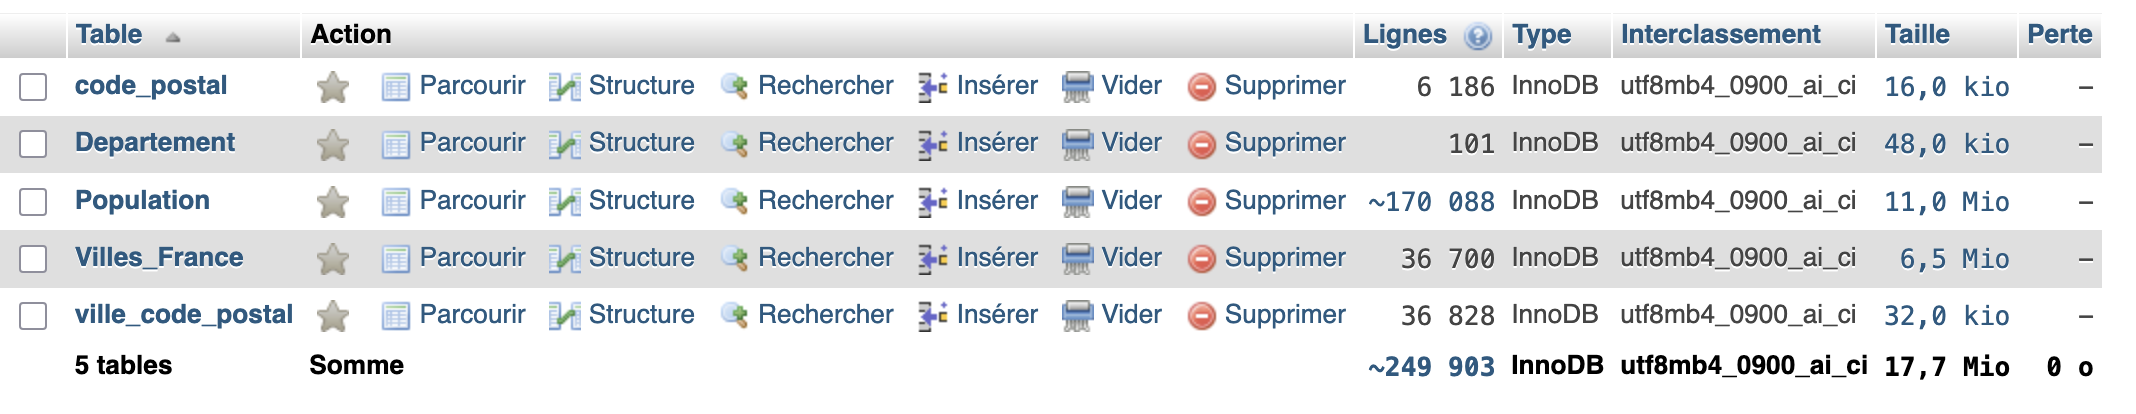 Table Action Lignes Type Interclassement Taille Perte
code_postal Parcourir Structure Rechercher Insérer Vider Supprimer 6 186 InnoDB utf8mb4_0900_ai_ci 16,0 kio –
Departement Parcourir Structure Rechercher Insérer Vider Supprimer 101 InnoDB utf8mb4_0900_ai_ci 48,0 kio –
Population Parcourir Structure Rechercher Insérer Vider Supprimer ~170 088 InnoDB utf8mb4_0900_ai_ci 11,0 Mio –
Villes_France Parcourir Structure Rechercher Insérer Vider Supprimer 36 700 InnoDB utf8mb4_0900_ai_ci 6,5 Mio –
ville_code_postal Parcourir Structure Rechercher Insérer Vider Supprimer 36 828 InnoDB utf8mb4_0900_ai_ci 32,0 kio –
5 tables Somme ~249 903 InnoDB utf8mb4_0900_ai_ci 17,7 Mio 0 o